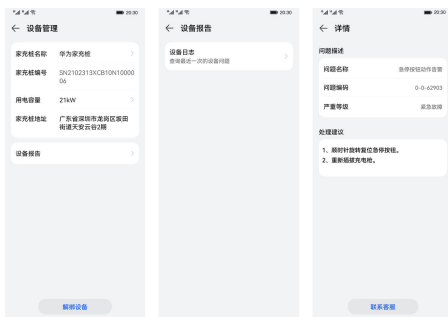 20:30
← 设备管理
家充桩名称 华为家充桩
家充桩编号 SN2102313XCB10N10000
06
用电容量 21kW
家充桩地址 广东省深圳市龙岗区坂田
街道天安云谷2期
设备报告
解绑设备
20:30
← 设备报告
设备日志
查询最近一次的设备问题
20:30
← 详情
问题描述
问题名称 急停按钮动作告警
问题编码 0-0-62903
严重等级 紧急故障
处理建议
1、顺时针旋转复位急停按钮。
2、重新插拔充电枪。
联系客服